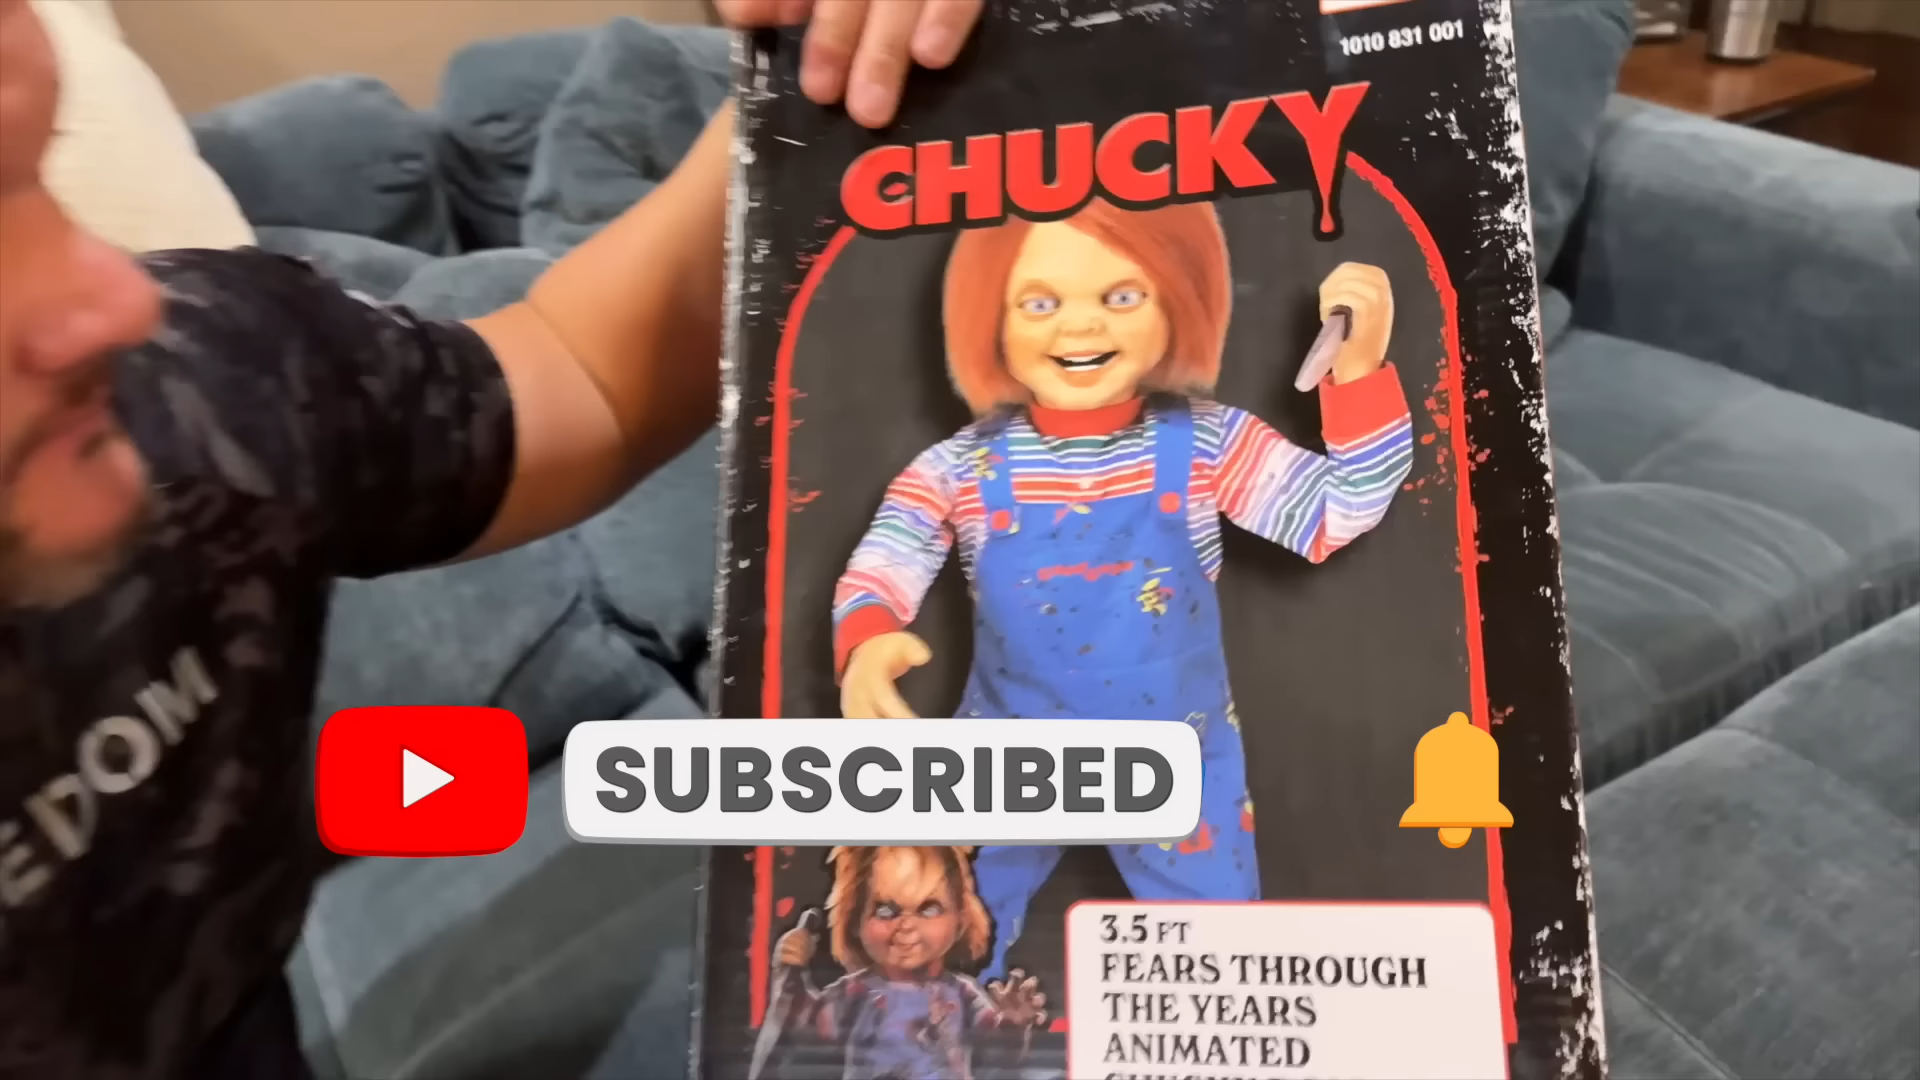 1010 831 001
CHUCKY
EDOM
SUBSCRIBED
3.5 FT
FEARS THROUGH
THE YEARS
ANIMATED